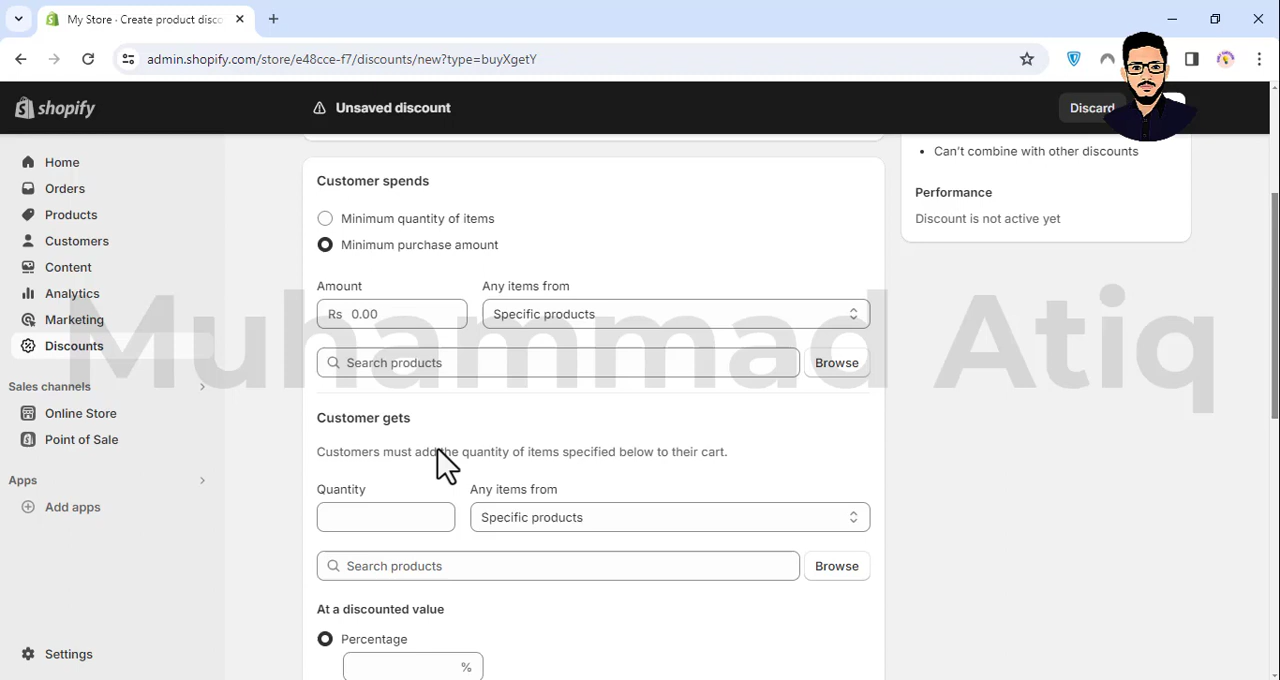 My Store · Create product disco
admin.shopify.com/store/e48cce-f7/discounts/new?type=buyXgetY
shopify
Unsaved discount
Discard
Home
Orders
Products
Customers
Content
Analytics
Marketing
Discounts
Sales channels
Online Store
Point of Sale
Apps
Add apps
Settings
Customer spends
Minimum quantity of items
Minimum purchase amount
Amount
Any items from
Rs 0.00
Specific products
Search products
Browse
Customer gets
Customers must add the quantity of items specified below to their cart.
Quantity
Any items from
Specific products
Search products
Browse
At a discounted value
Percentage
%
• Can't combine with other discounts
Performance
Discount is not active yet
Muhammad Atiq